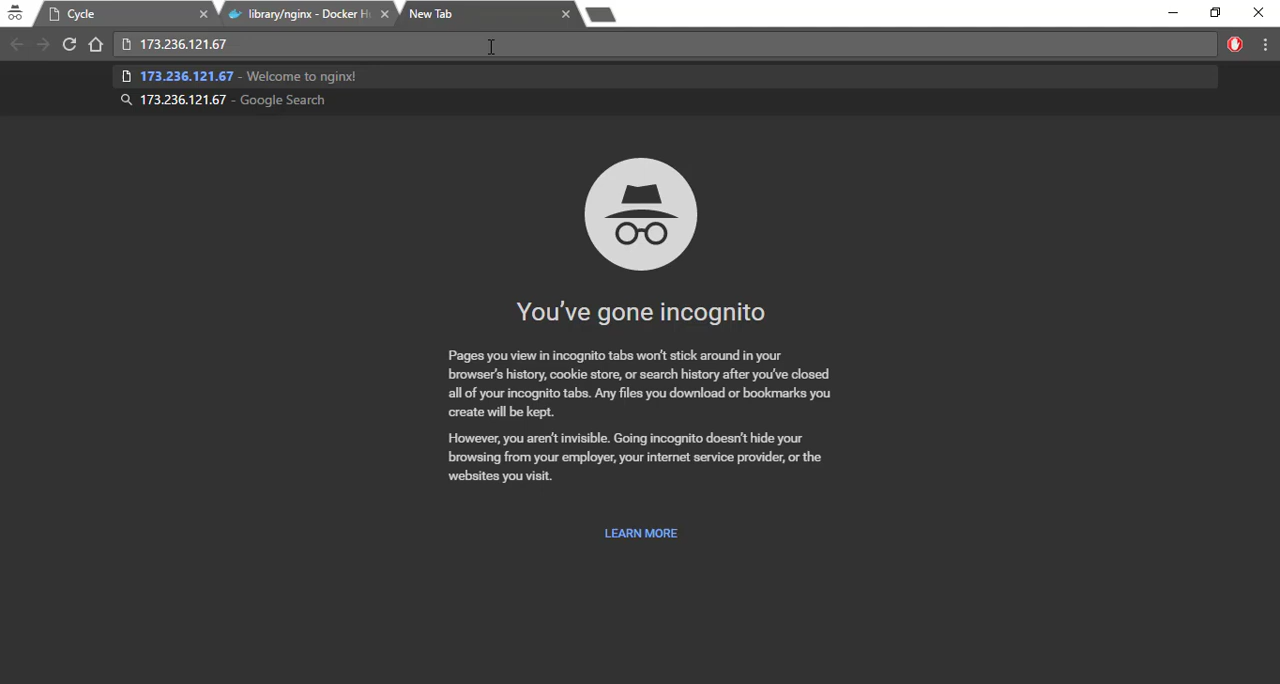 Cycle
library/nginx - Docker H
New Tab
173.236.121.67
173.236.121.67 - Welcome to nginx!
173.236.121.67 - Google Search
You've gone incognito
Pages you view in incognito tabs won't stick around in your
browser's history, cookie store, or search history after you've closed
all of your incognito tabs. Any files you download or bookmarks you
create will be kept.
However, you aren't invisible. Going incognito doesn't hide your
browsing from your employer, your internet service provider, or the
websites you visit.
LEARN MORE